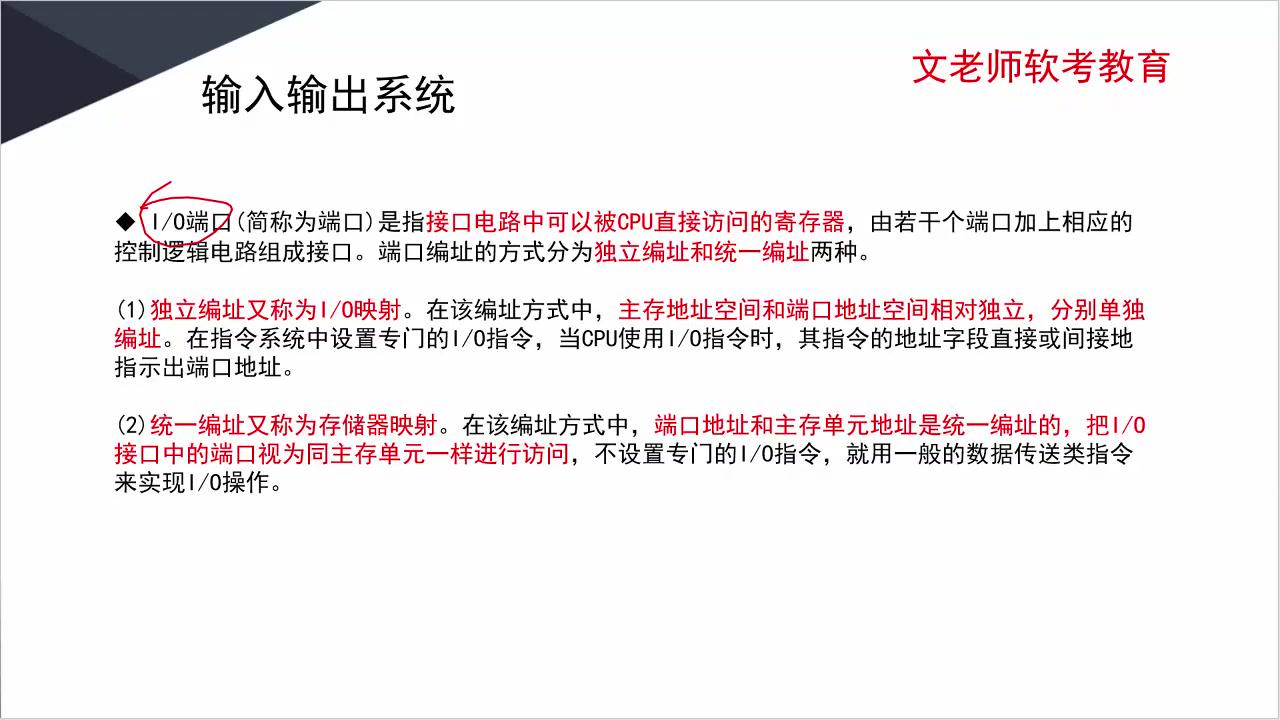 文老师软考教育
输入输出系统
◆ I/O端口(简称为端口)是指接口电路中可以被CPU直接访问的寄存器，由若干个端口加上相应的
控制逻辑电路组成接口。端口编址的方式分为独立编址和统一编址两种。
(1)独立编址又称为I/O映射。在该编址方式中，主存地址空间和端口地址空间相对独立，分别单独
编址。在指令系统中设置专门的I/O指令，当CPU使用I/O指令时，其指令的地址字段直接或间接地
指示出端口地址。
(2)统一编址又称为存储器映射。在该编址方式中，端口地址和主存单元地址是统一编址的，把I/O
接口中的端口视为同主存单元一样进行访问，不设置专门的I/O指令，就用一般的数据传送类指令
来实现I/O操作。